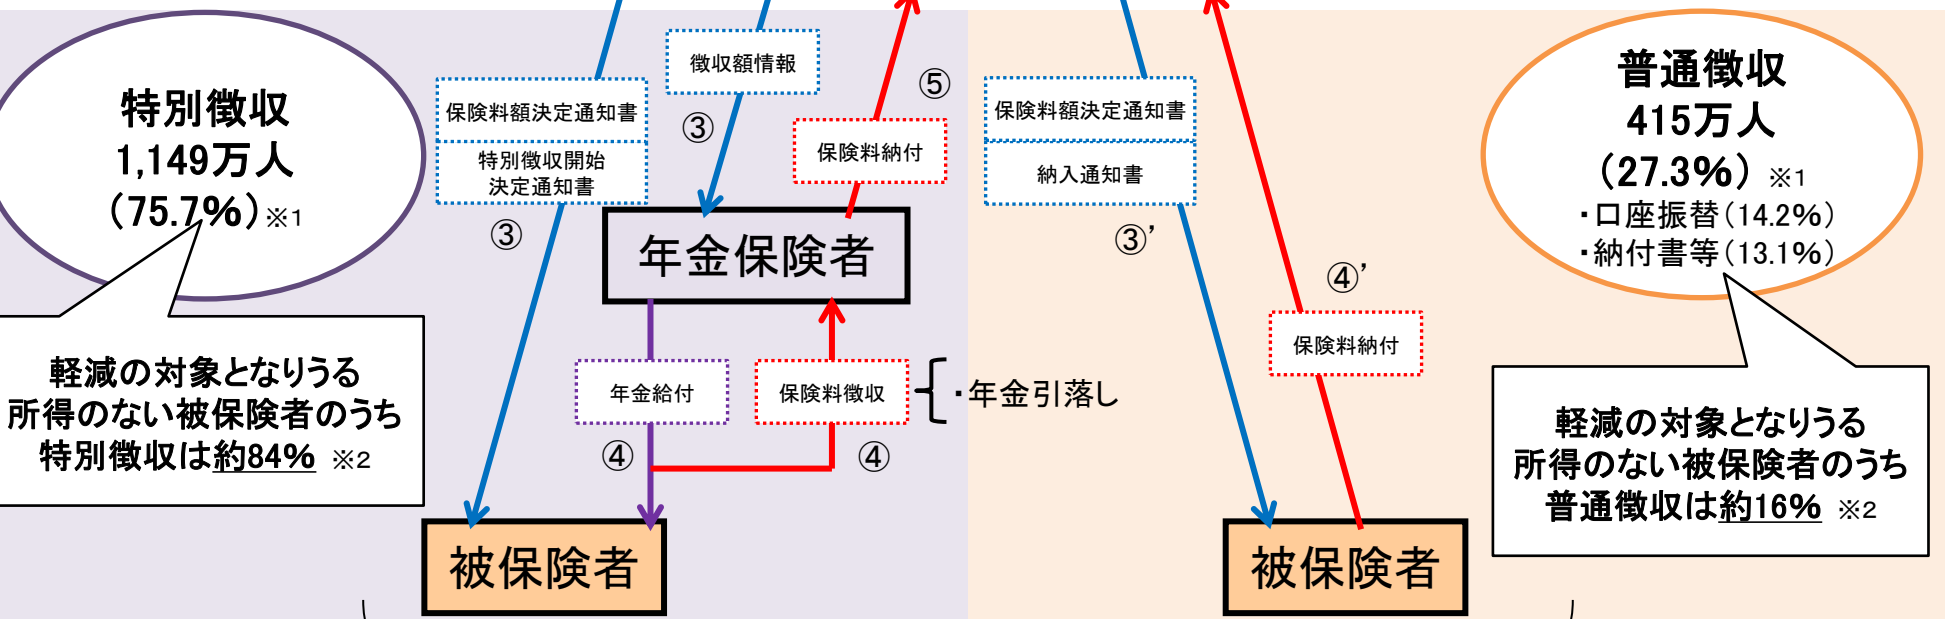 特別徴収
1,149万人
(75.7%)※1
軽減の対象となりうる
所得のない被保険者のうち
特別徴収は約84% ※2
保険料額決定通知書
特別徴収開始
決定通知書
③
徴収額情報
③
⑤
保険料納付
年金保険者
年金給付
④
保険料徴収
④
・年金引落し
被保険者
保険料額決定通知書
納入通知書
③’
④’
保険料納付
被保険者
普通徴収
415万人
(27.3%) ※1
・口座振替(14.2%)
・納付書等(13.1%)
軽減の対象となりうる
所得のない被保険者のうち
普通徴収は約16% ※2